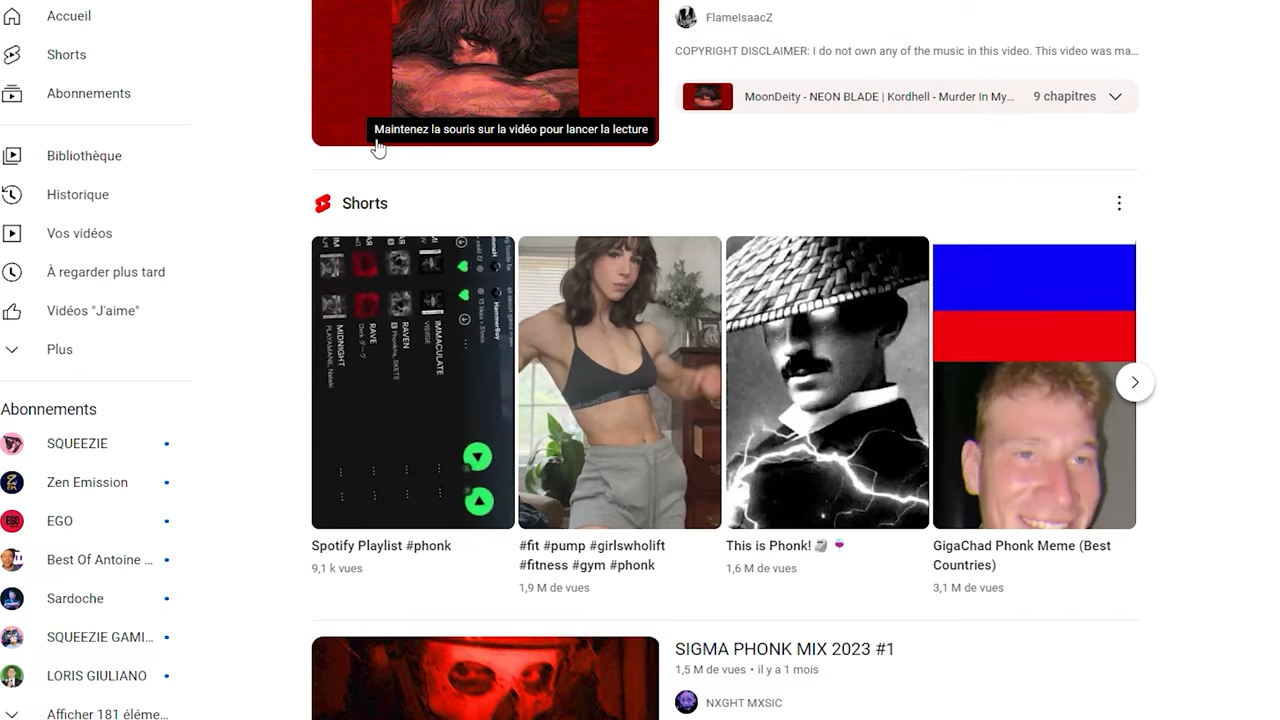 Accueil
Shorts
Abonnements
Bibliothèque
Historique
Vos vidéos
À regarder plus tard
Vidéos "J'aime"
Plus
Abonnements
SQUEEZIE
Zen Emission
EGO
Best Of Antoine ...
Sardoche
SQUEEZIE GAMI...
LORIS GIULIANO
Afficher 181 éléme...
Maintenez la souris sur la vidéo pour lancer la lecture
FlameIsaacZ
COPYRIGHT DISCLAIMER: I do not own any of the music in this video. This video was ma...
MoonDeity - NEON BLADE | Kordhell - Murder In My...
9 chapitres
Shorts
HammerBoy
IMMACULATE
VISXGE
RAVEN
RAVE
MIDNIGHT
PLAYAMANE, Nateki
Spotify Playlist #phonk
9,1 k vues
#fit #pump #girlswholift
#fitness #gym #phonk
1,9 M de vues
This is Phonk! 🗿🍷
1,6 M de vues
GigaChad Phonk Meme (Best
Countries)
3,1 M de vues
SIGMA PHONK MIX 2023 #1
1,5 M de vues • il y a 1 mois
NXGHT MXSIC